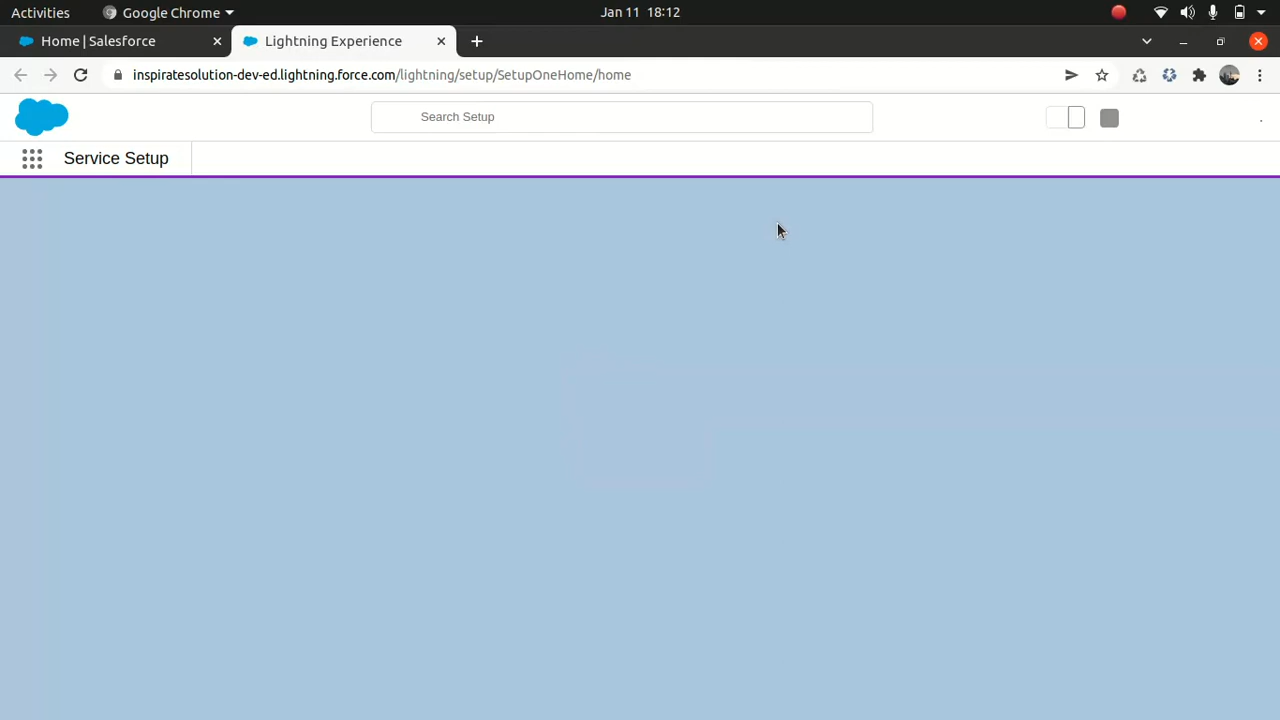 Activities
Google Chrome
Jan 11 18:12
Home | Salesforce
Lightning Experience
inspiratesolution-dev-ed.lightning.force.com/lightning/setup/SetupOneHome/home
Search Setup
Service Setup